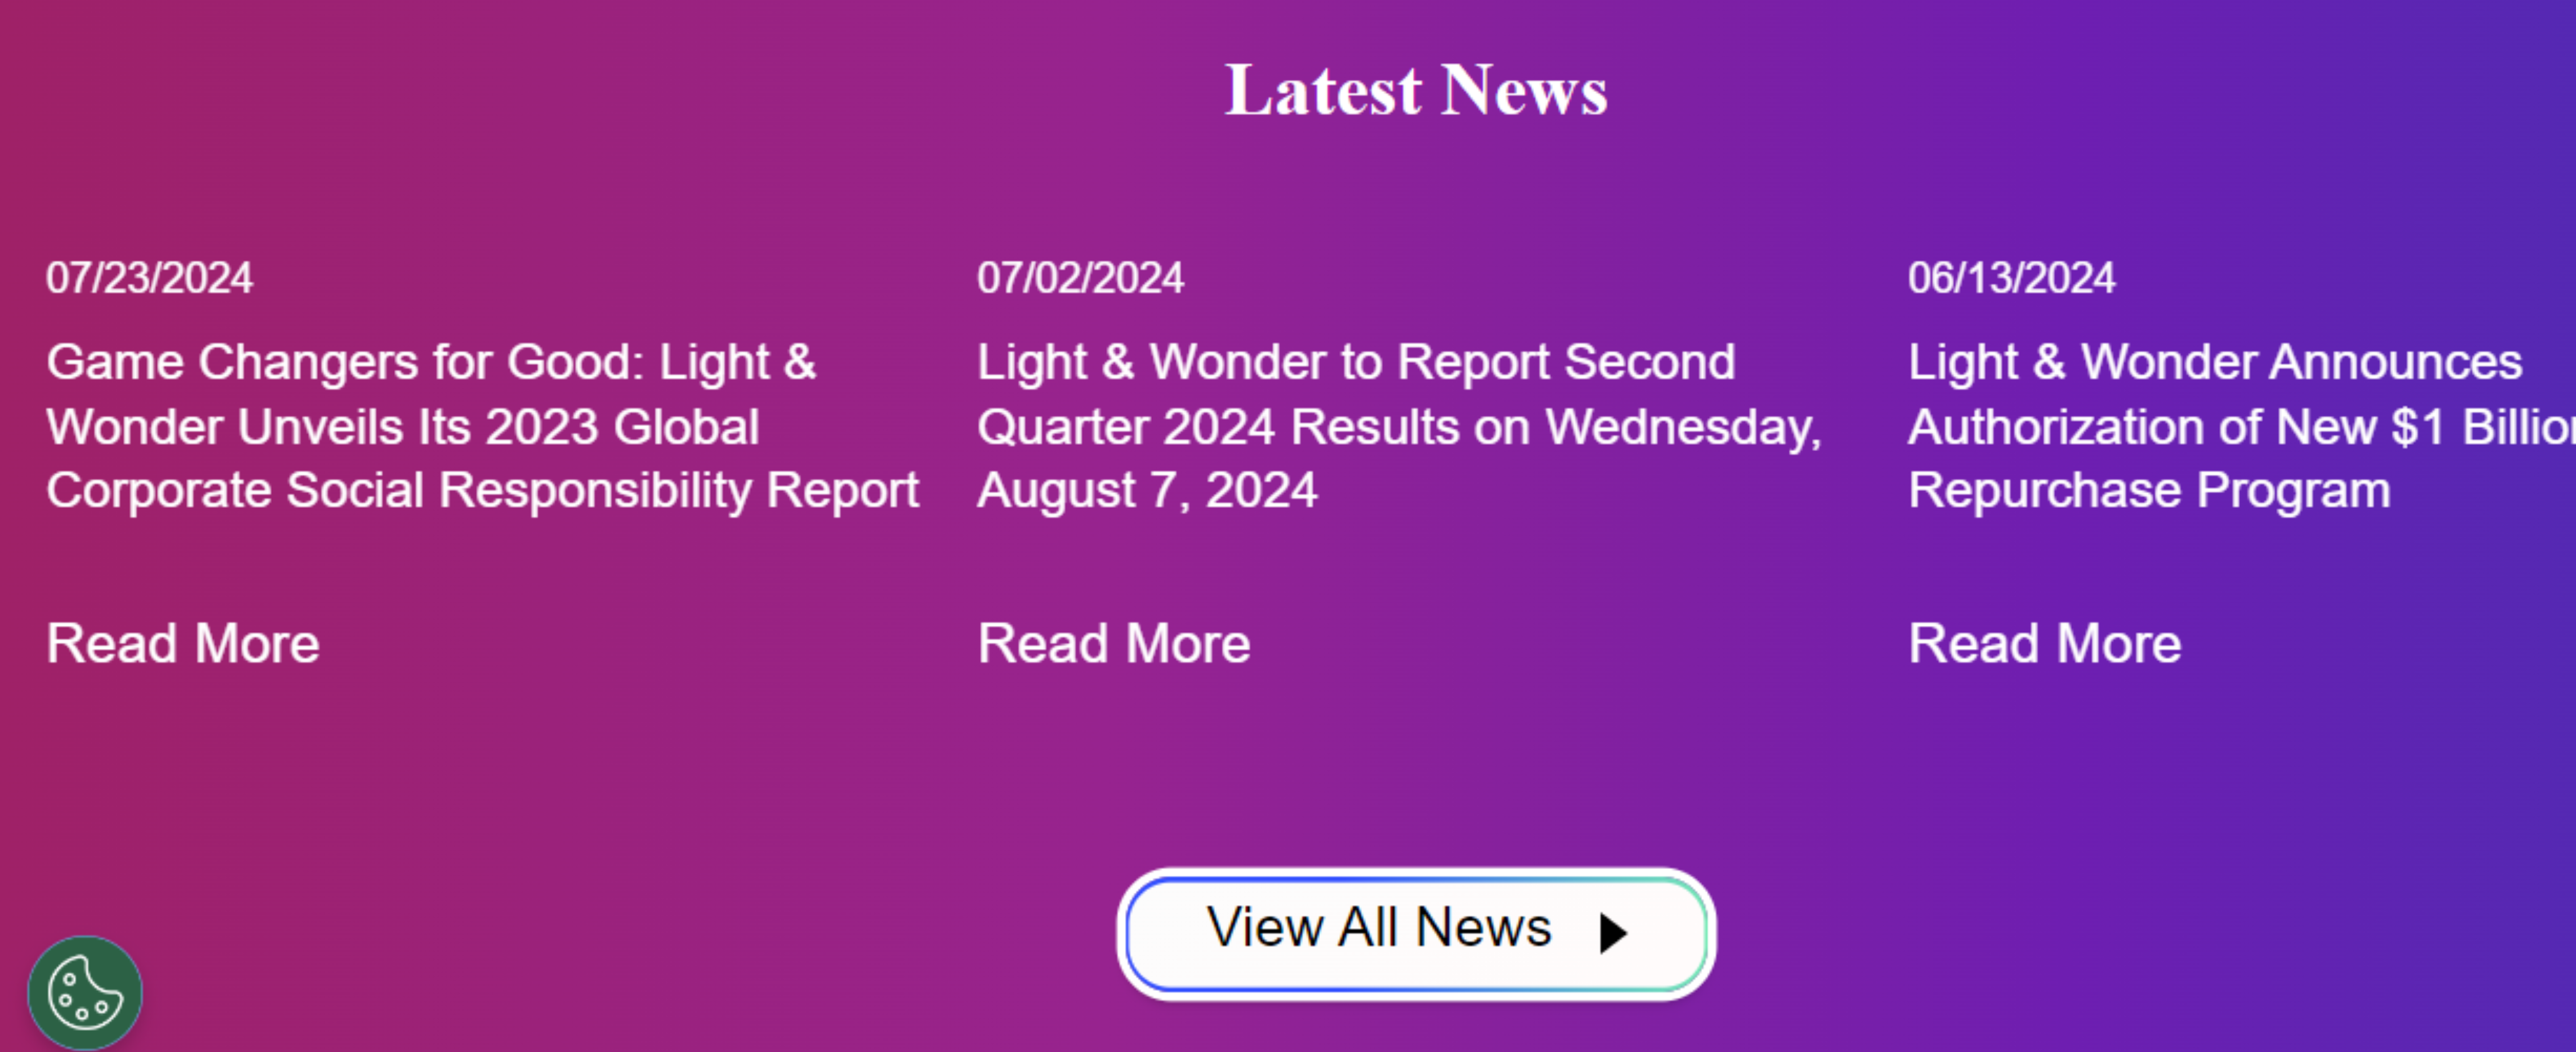 Latest News
07/23/2024
Game Changers for Good: Light &
Wonder Unveils Its 2023 Global
Corporate Social Responsibility Report
Read More
07/02/2024
Light & Wonder to Report Second
Quarter 2024 Results on Wednesday,
August 7, 2024
Read More
06/13/2024
Light & Wonder Announces
Authorization of New $1 Billion
Repurchase Program
Read More
View All News